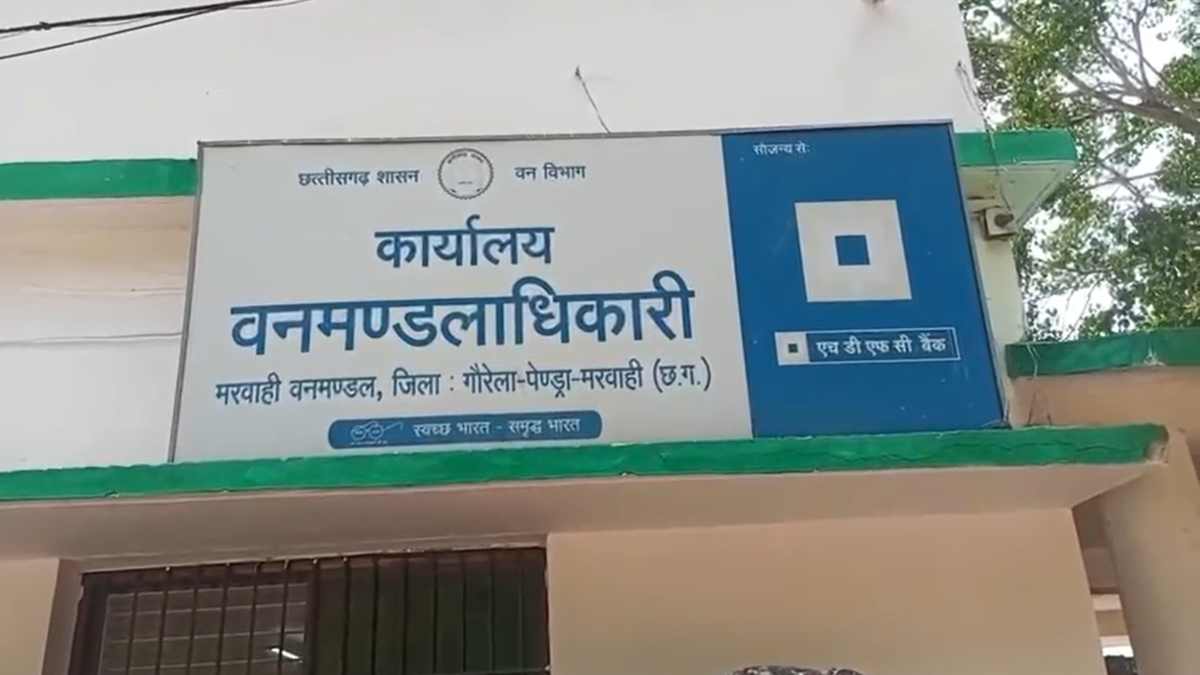 छत्तीसगढ़ शासन वन विभाग
कार्यालय
वनमण्डलाधिकारी
मरवाही वनमण्डल, जिला : गौरेला-पेण्ड्रा-मरवाही (छ.ग.)
स्वच्छ भारत - समृद्ध भारत
सौजन्य से:
एच डी एफ सी बैंक